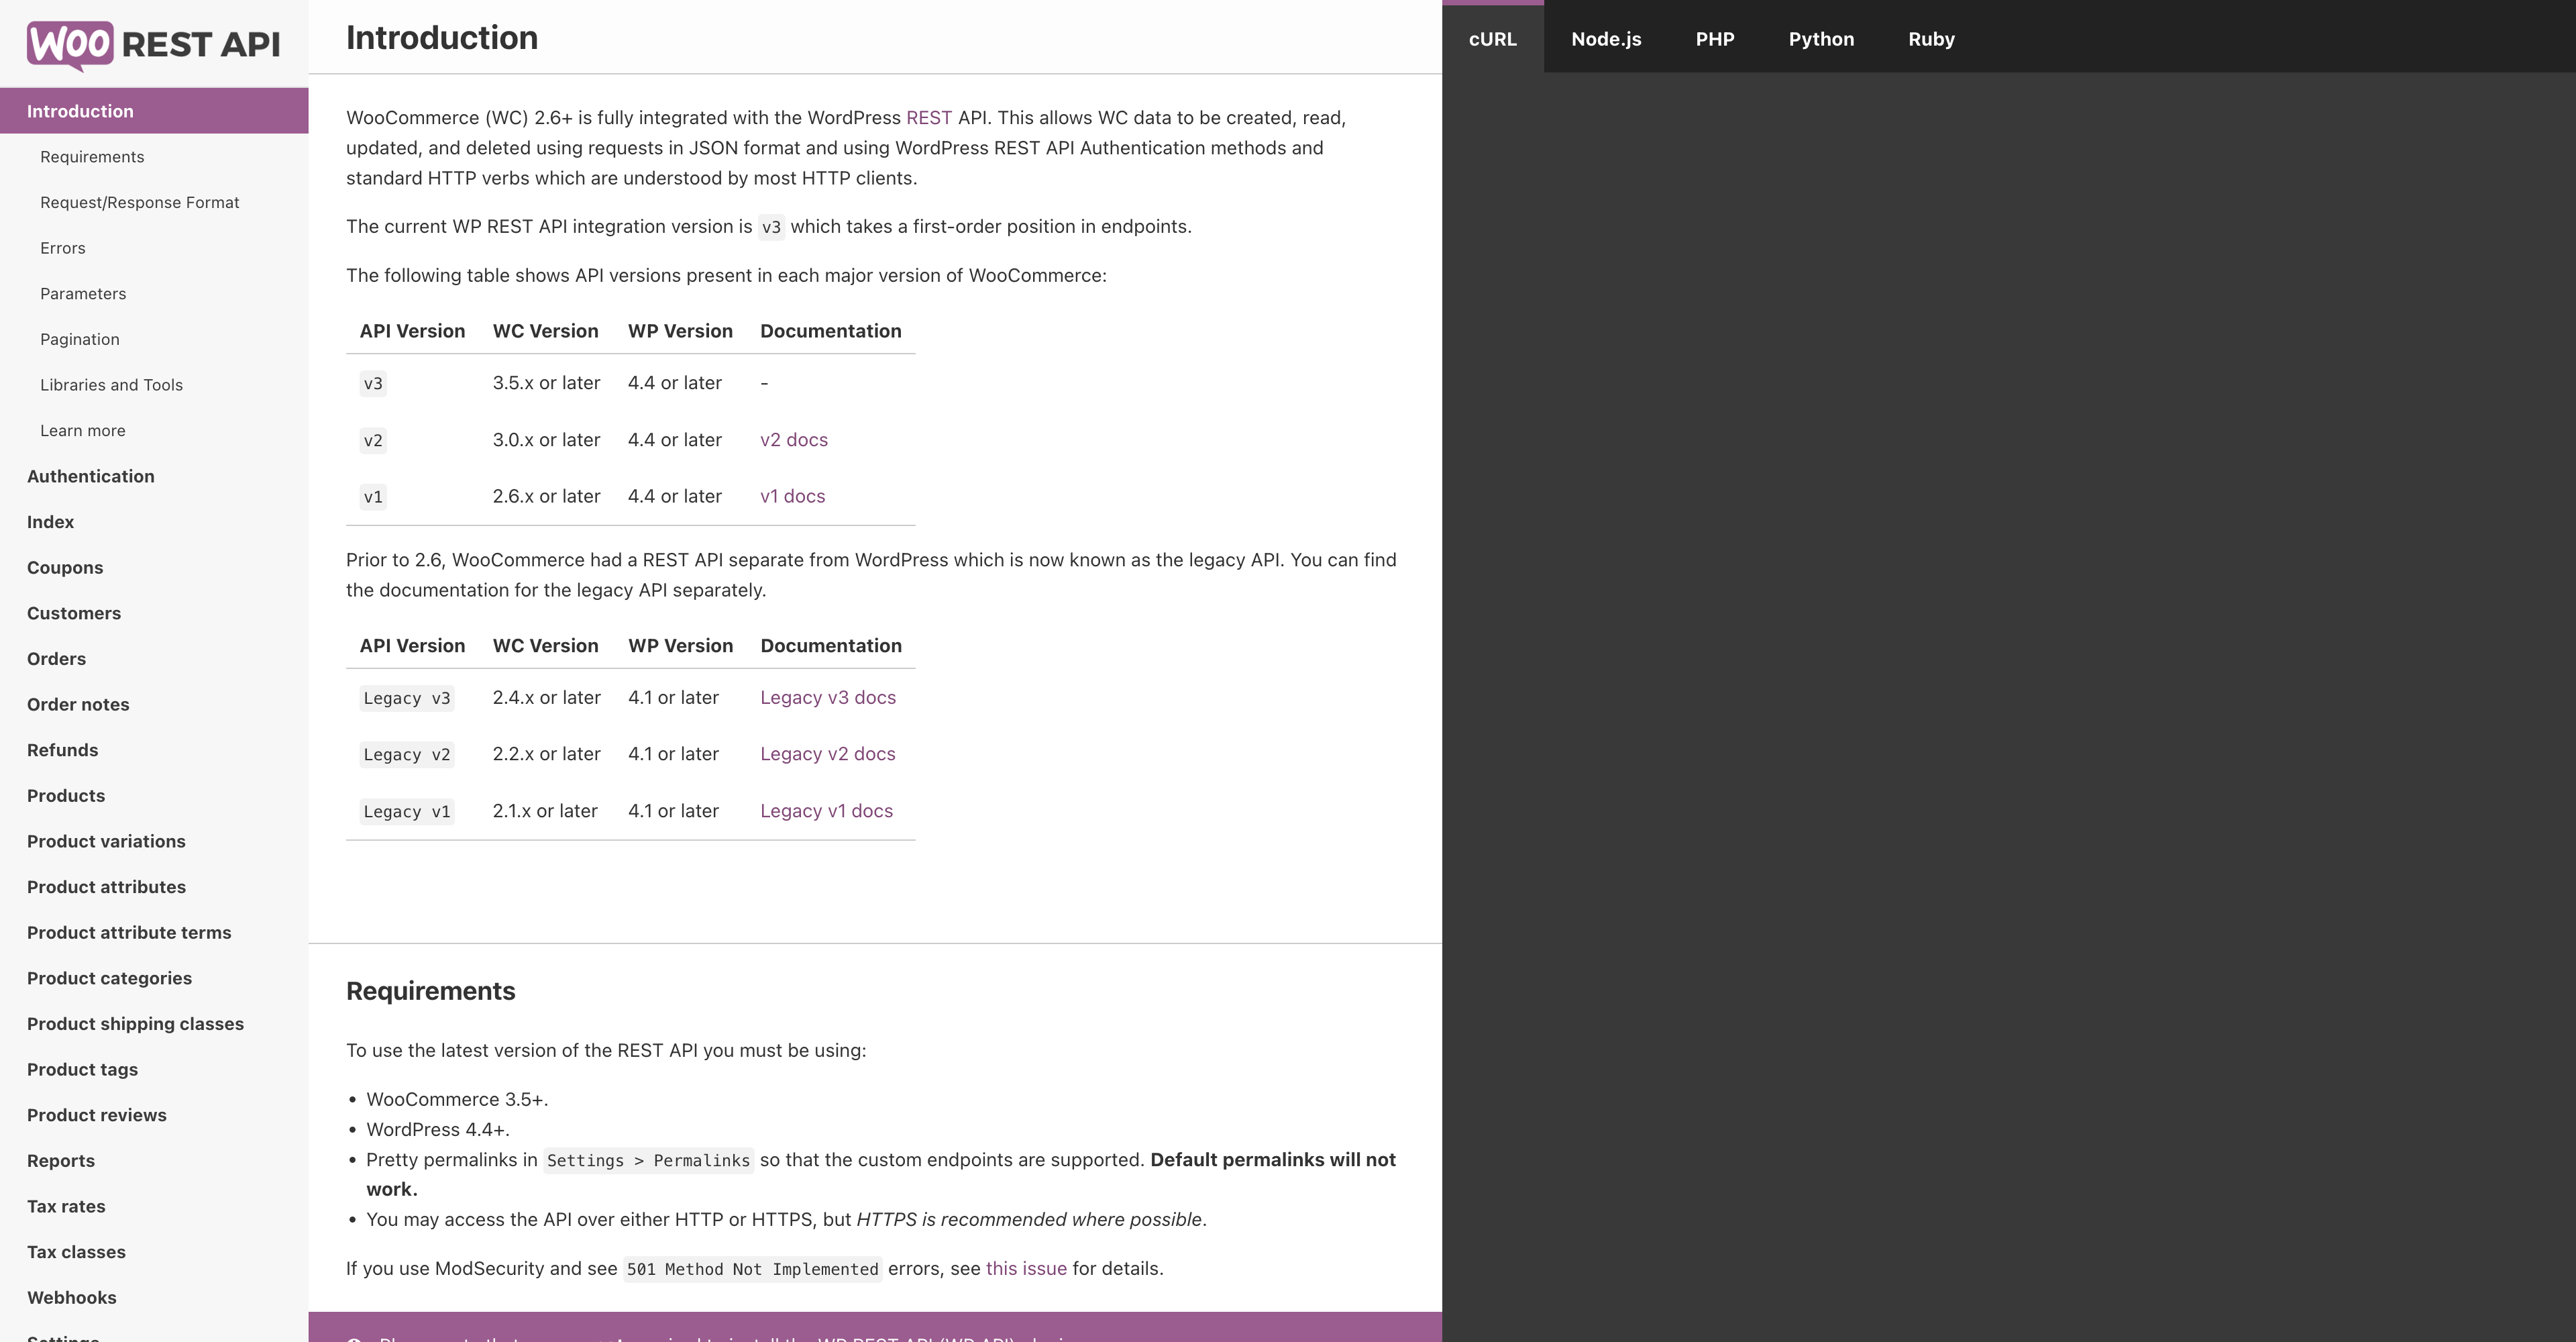 WOO REST API
Introduction
Requirements
Request/Response Format
Errors
Parameters
Pagination
Libraries and Tools
Learn more
Authentication
Index
Coupons
Customers
Orders
Order notes
Refunds
Products
Product variations
Product attributes
Product attribute terms
Product categories
Product shipping classes
Product tags
Product reviews
Reports
Tax rates
Tax classes
Webhooks
Settings
Introduction
WooCommerce (WC) 2.6+ is fully integrated with the WordPress REST API. This allows WC data to be created, read,
updated, and deleted using requests in JSON format and using WordPress REST API Authentication methods and
standard HTTP verbs which are understood by most HTTP clients.
The current WP REST API integration version is v3 which takes a first-order position in endpoints.
The following table shows API versions present in each major version of WooCommerce:
API Version WC Version WP Version Documentation
v3 3.5.x or later 4.4 or later -
v2 3.0.x or later 4.4 or later v2 docs
v1 2.6.x or later 4.4 or later v1 docs
Prior to 2.6, WooCommerce had a REST API separate from WordPress which is now known as the legacy API. You can find
the documentation for the legacy API separately.
API Version WC Version WP Version Documentation
Legacy v3 2.4.x or later 4.1 or later Legacy v3 docs
Legacy v2 2.2.x or later 4.1 or later Legacy v2 docs
Legacy v1 2.1.x or later 4.1 or later Legacy v1 docs
Requirements
To use the latest version of the REST API you must be using:
• WooCommerce 3.5+.
• WordPress 4.4+.
• Pretty permalinks in Settings > Permalinks so that the custom endpoints are supported. Default permalinks will not
work.
• You may access the API over either HTTP or HTTPS, but HTTPS is recommended where possible.
If you use ModSecurity and see 501 Method Not Implemented errors, see this issue for details.
cURL Node.js PHP Python Ruby